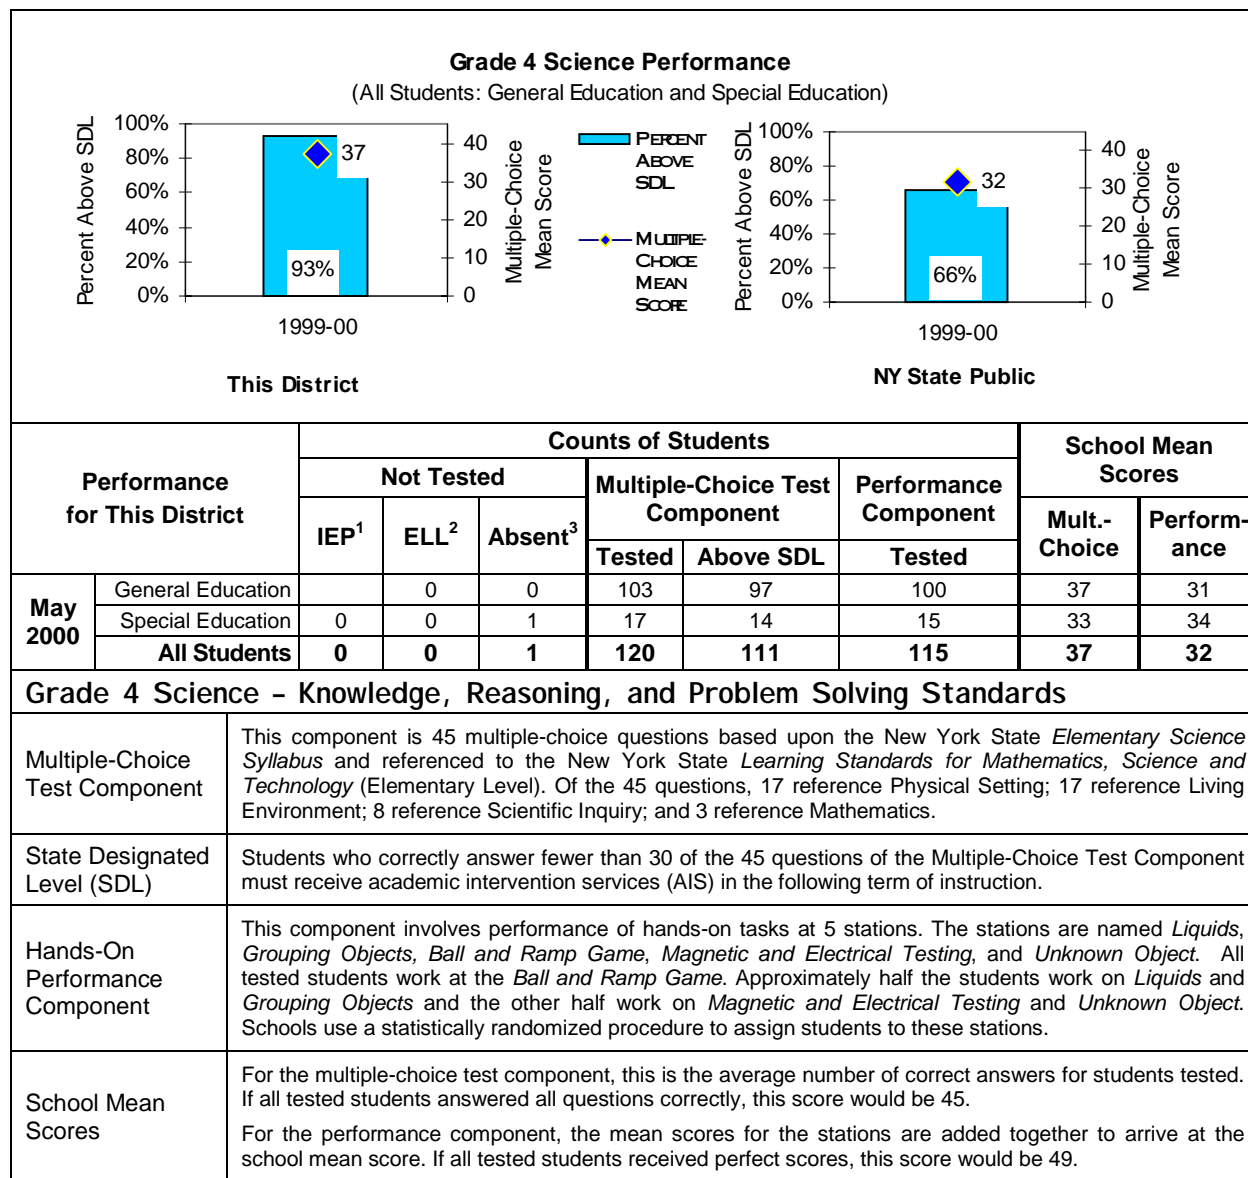 Grade 4 Science Performance
(All Students: General Education and Special Education)
Percent Above SDL
100%
80%
60%
40%
20%
0%
37
93%
40
30
20
10
0
Multiple-Choice
Mean Score
1999-00
This District
PERCENT
ABOVE
SDL
MULTIPLE-
CHOICE
MEAN
SCORE
Percent Above SDL
100%
80%
60%
40%
20%
0%
32
66%
40
30
20
10
0
Multiple-Choice
Mean Score
1999-00
NY State Public
Performance
for This District
Counts of Students
School Mean
Scores
Not Tested
Multiple-Choice Test
Component
Performance
Component
IEP1 ELL2 Absent3
Tested Above SDL Tested
Mult.-
Choice
Perform-
ance
May
2000
General Education 0 0 103 97 100 37 31
Special Education 0 0 1 17 14 15 33 34
All Students 0 0 1 120 111 115 37 32
Grade 4 Science – Knowledge, Reasoning, and Problem Solving Standards
Multiple-Choice
Test Component
This component is 45 multiple-choice questions based upon the New York State Elementary Science
Syllabus and referenced to the New York State Learning Standards for Mathematics, Science and
Technology (Elementary Level). Of the 45 questions, 17 reference Physical Setting; 17 reference Living
Environment; 8 reference Scientific Inquiry; and 3 reference Mathematics.
State Designated
Level (SDL)
Students who correctly answer fewer than 30 of the 45 questions of the Multiple-Choice Test Component
must receive academic intervention services (AIS) in the following term of instruction.
Hands-On
Performance
Component
This component involves performance of hands-on tasks at 5 stations. The stations are named Liquids,
Grouping Objects, Ball and Ramp Game, Magnetic and Electrical Testing, and Unknown Object. All
tested students work at the Ball and Ramp Game. Approximately half the students work on Liquids and
Grouping Objects and the other half work on Magnetic and Electrical Testing and Unknown Object.
Schools use a statistically randomized procedure to assign students to these stations.
School Mean
Scores
For the multiple-choice test component, this is the average number of correct answers for students tested.
If all tested students answered all questions correctly, this score would be 45.
For the performance component, the mean scores for the stations are added together to arrive at the
school mean score. If all tested students received perfect scores, this score would be 49.